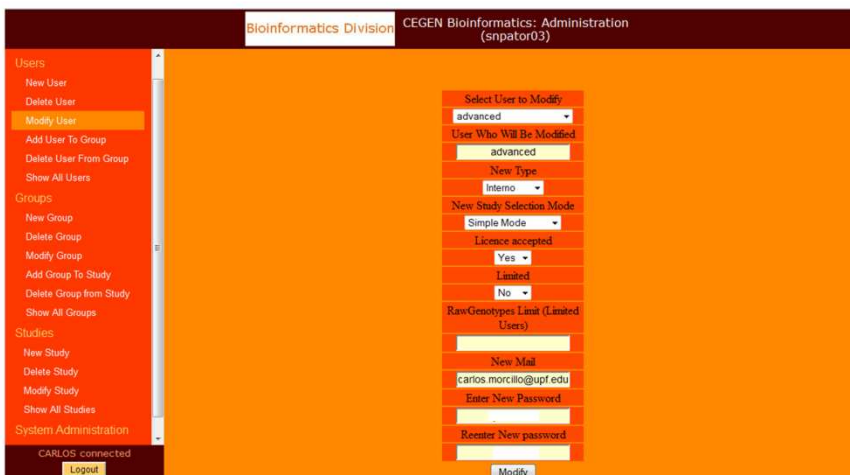 Bioinformatics Division
CEGEN Bioinformatics: Administration
(snpator03)
Users
New User
Delete User
Modify User
Add User To Group
Delete User From Group
Show All Users
Groups
New Group
Delete Group
Modify Group
Add Group To Study
Delete Group from Study
Show All Groups
Studies
New Study
Delete Study
Modify Study
Show All Studies
System Administration
CARLOS connected
Logout
Select User to Modify
advanced
User Who Will Be Modified
advanced
New Type
Interno
New Study Selection Mode
Simple Mode
Licence accepted
Yes
Limited
No
RawGenotypes Limit (Limited
Users)
New Mail
carlos.morcillo@upf.edu
Enter New Password
Reenter New password
Modify